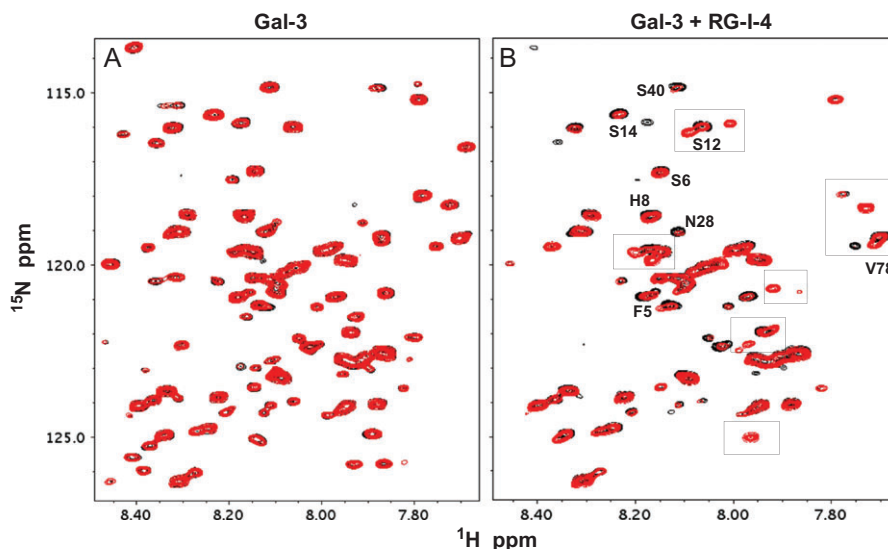 Gal-3
Gal-3 + RG-I-4
A
B
S40
S14
S12
S6
H8
N28
F5
V78
115.0
120.0
125.0
15N ppm
8.40
8.20
8.00
7.80
8.40
8.20
8.00
7.80
1H ppm